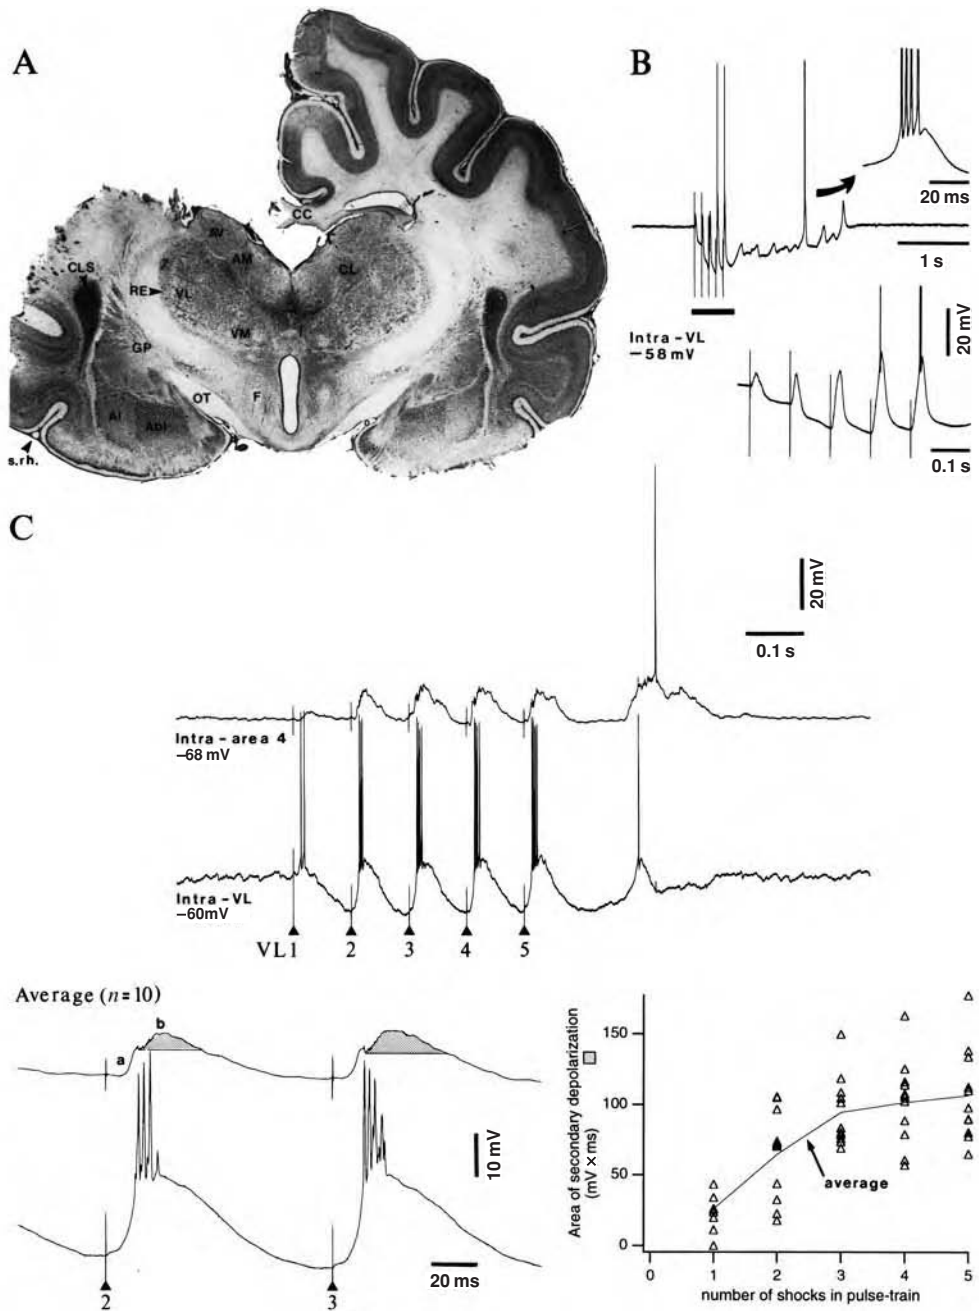 A
CC
AV
AM
CL
CLS
RE
VL
VM
GP
OT
F
AI
Abl
s.rh.
B
20 ms
1 s
Intra-VL
−58 mV
20 mV
0.1 s
C
20 mV
0.1 s
Intra-area 4
−68 mV
Intra-VL
−60mV
VL1 2 3 4 5
Average (n=10)
b
a
10 mV
20 ms
2 3
Area of secondary depolarization
(mV × ms)
150
100
50
0
average
0 1 2 3 4 5
number of shocks in pulse-train